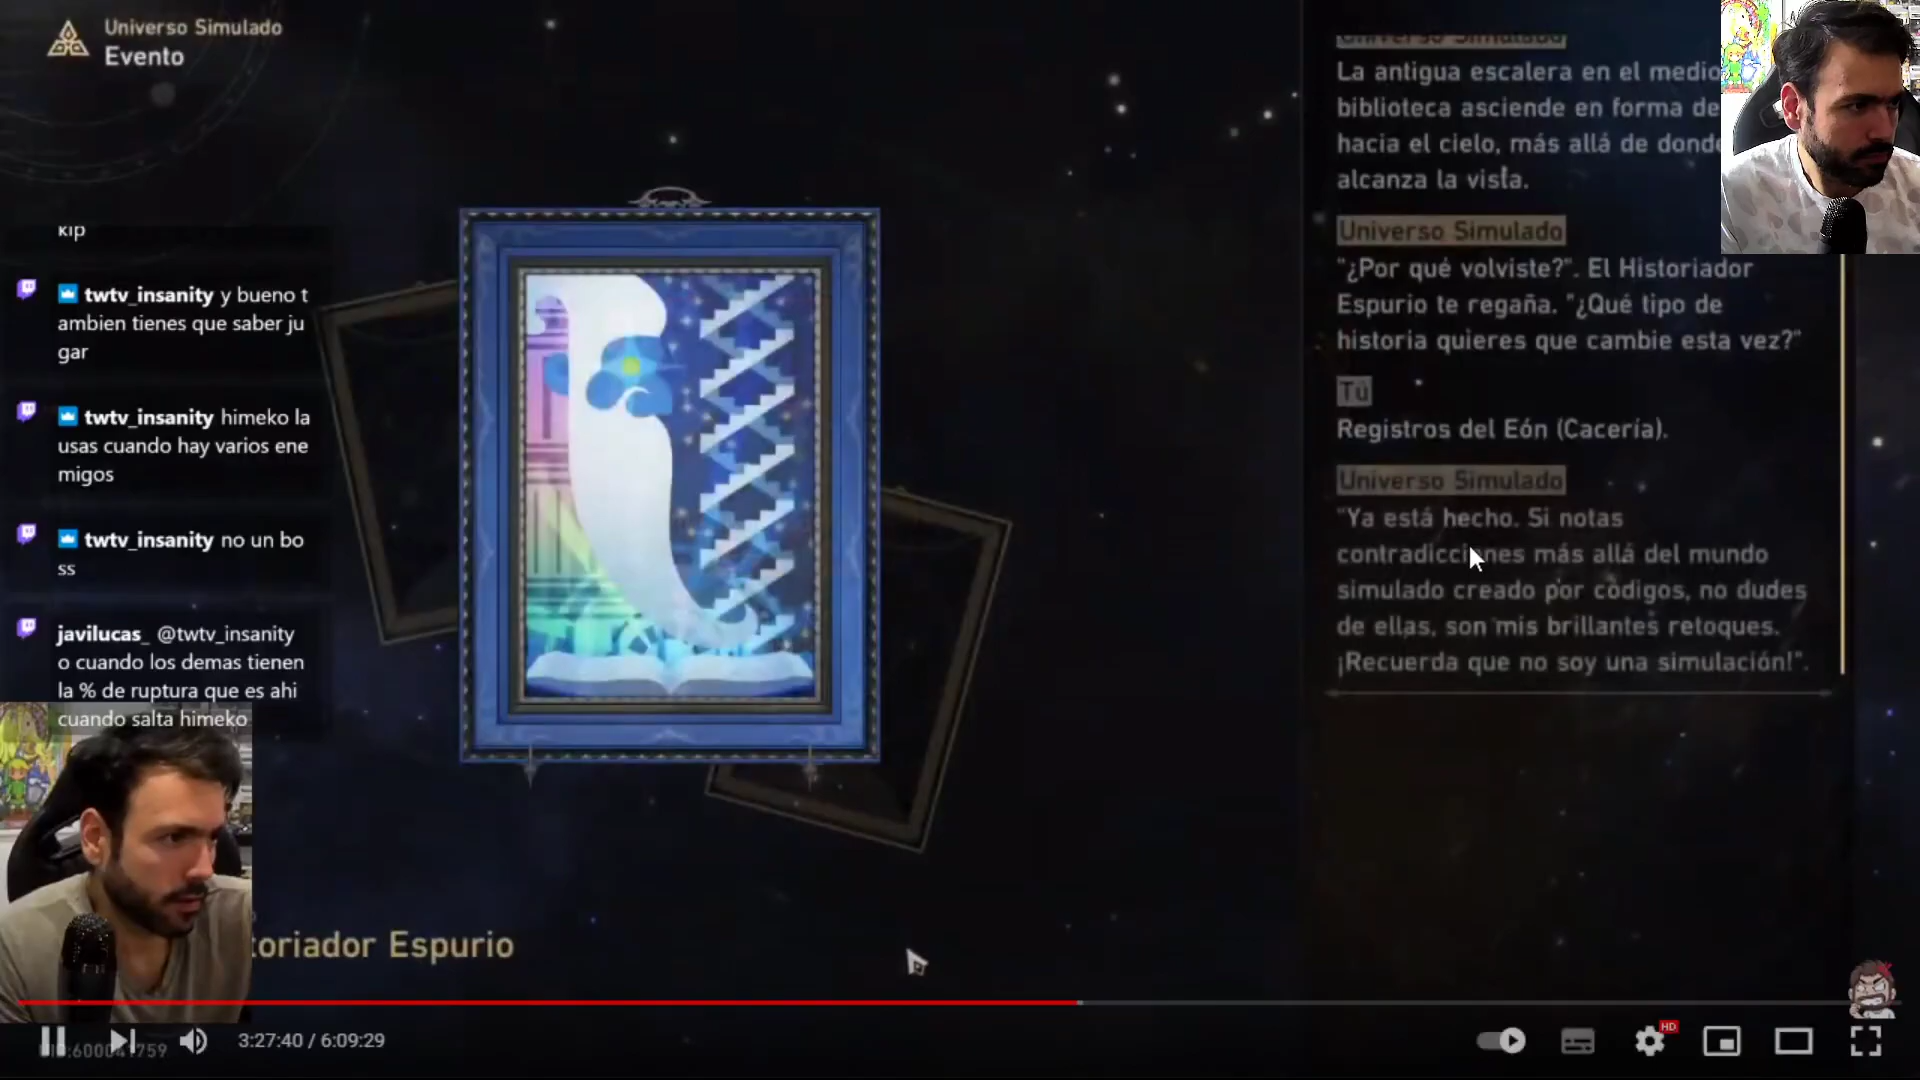 Universo Simulado
Evento
kip
twtv_insanity y bueno t
ambien tienes que saber ju
gar
twtv_insanity himeko la
usas cuando hay varios ene
migos
twtv_insanity no un bo
ss
javilucas_ @twtv_insanity
o cuando los demas tienen
la % de ruptura que es ahi
cuando salta himeko
toriador Espurio
Universo Simulado
La antigua escalera en el medio
biblioteca asciende en forma de
hacia el cielo, más allá de donde
alcanza la vista.
Universo Simulado
"¿Por qué volviste?". El Historiador
Espurio te regaña. "¿Qué tipo de
historia quieres que cambie esta vez?"
Tú
Registros del Eón (Cacería).
Universo Simulado
"Ya está hecho. Si notas
contradicciones más allá del mundo
simulado creado por códigos, no dudes
de ellas, son mis brillantes retoques.
¡Recuerda que no soy una simulación!".
3:27:40 / 6:09:29
HD
UID:600041759